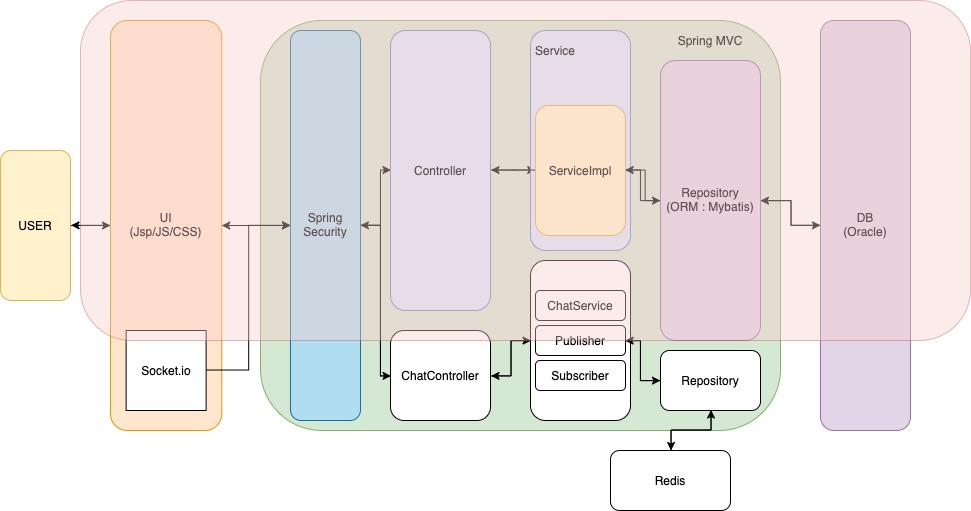 Spring MVC
Service
USER
UI
(Jsp/JS/CSS)
Spring
Security
Controller
ServiceImpl
Repository
(ORM : Mybatis)
DB
(Oracle)
Socket.io
ChatController
ChatService
Publisher
Subscriber
Repository
Redis